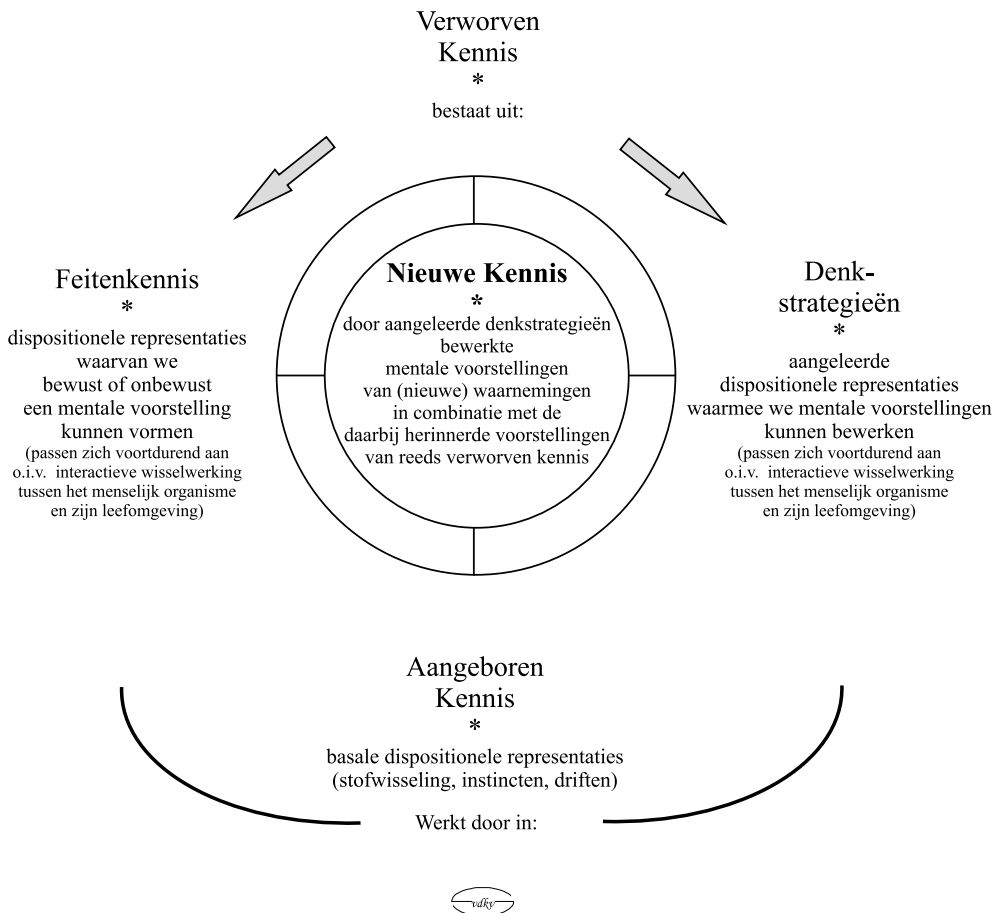 Verworven
Kennis
*
bestaat uit:
Feitenkennis
*
dispositionele representaties
waarvan we
bewust of onbewust
een mentale voorstelling
kunnen vormen
(passen zich voortdurend aan
o.i.v. interactieve wisselwerking
tussen het menselijk organisme
en zijn leefomgeving)
Nieuwe Kennis
*
door aangeleerde denkstrategieën
bewerkte
mentale voorstellingen
van (nieuwe) waarnemingen
in combinatie met de
daarbij herinnerde voorstellingen
van reeds verworven kennis
Denk-
strategieën
*
aangeleerde
dispositionele representaties
waarmee we mentale voorstellingen
kunnen bewerken
(passen zich voortdurend aan
o.i.v. interactieve wisselwerking
tussen het menselijk organisme
en zijn leefomgeving)
Aangeboren
Kennis
*
basale dispositionele representaties
(stofwisseling, instincten, driften)
Werkt door in:
vdkv